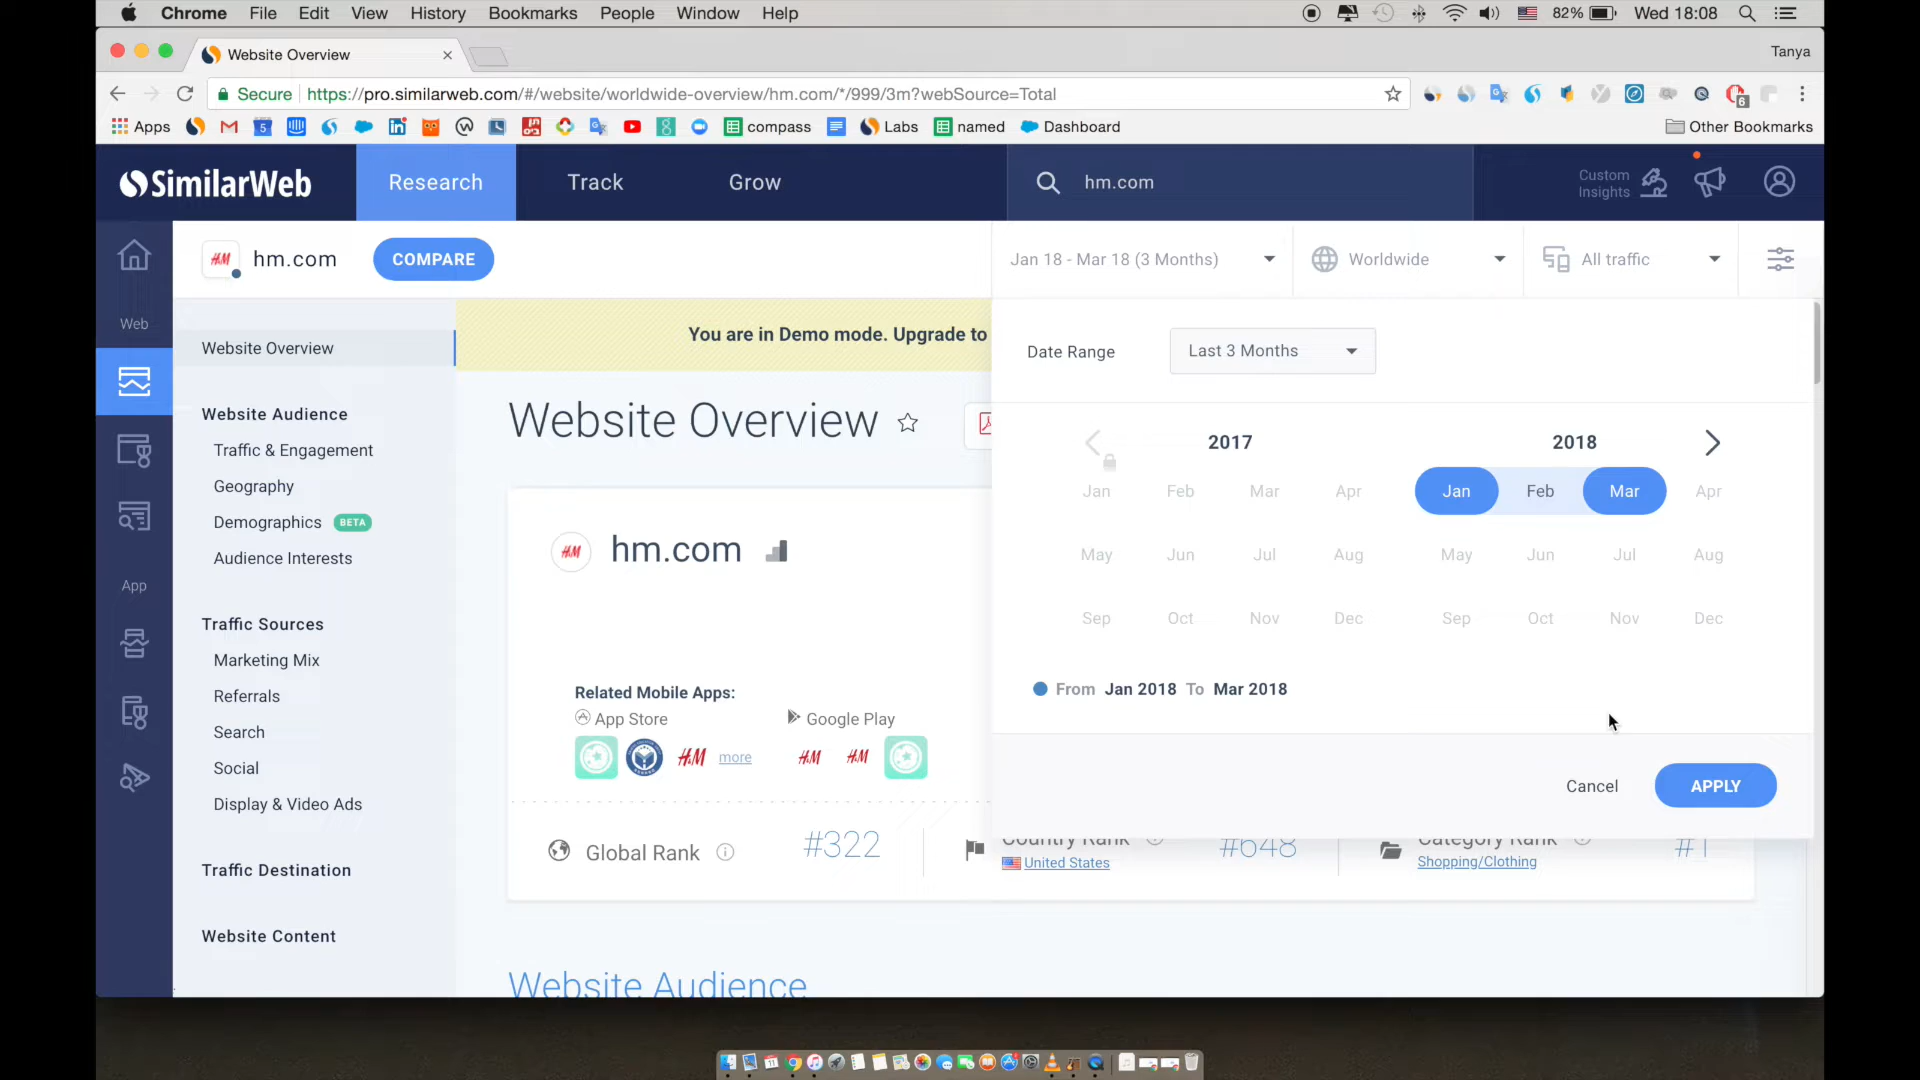 Chrome File Edit View History Bookmarks People Window Help 82% Wed 18:08
Website Overview Tanya
Secure https://pro.similarweb.com/#/website/worldwide-overview/hm.com/*/999/3m?webSource=Total
Apps compass Labs named Dashboard Other Bookmarks
SimilarWeb Research Track Grow hm.com Custom
Insights
hm.com COMPARE Jan 18 - Mar 18 (3 Months) Worldwide All traffic
Web
Website Overview
Website Audience
Traffic & Engagement
Geography
Demographics BETA
Audience Interests
App
Traffic Sources
Marketing Mix
Referrals
Search
Social
Display & Video Ads
Traffic Destination
Website Content
You are in Demo mode. Upgrade to
Website Overview
H&M hm.com
Related Mobile Apps:
App Store Google Play
H&M more H&M H&M
Global Rank #322
Country Rank #648
United States
Category Rank #1
Shopping/Clothing
Website Audience
Date Range Last 3 Months
2017 2018
Jan Feb Mar Apr Jan Feb Mar Apr
May Jun Jul Aug May Jun Jul Aug
Sep Oct Nov Dec Sep Oct Nov Dec
From Jan 2018 To Mar 2018
Cancel APPLY